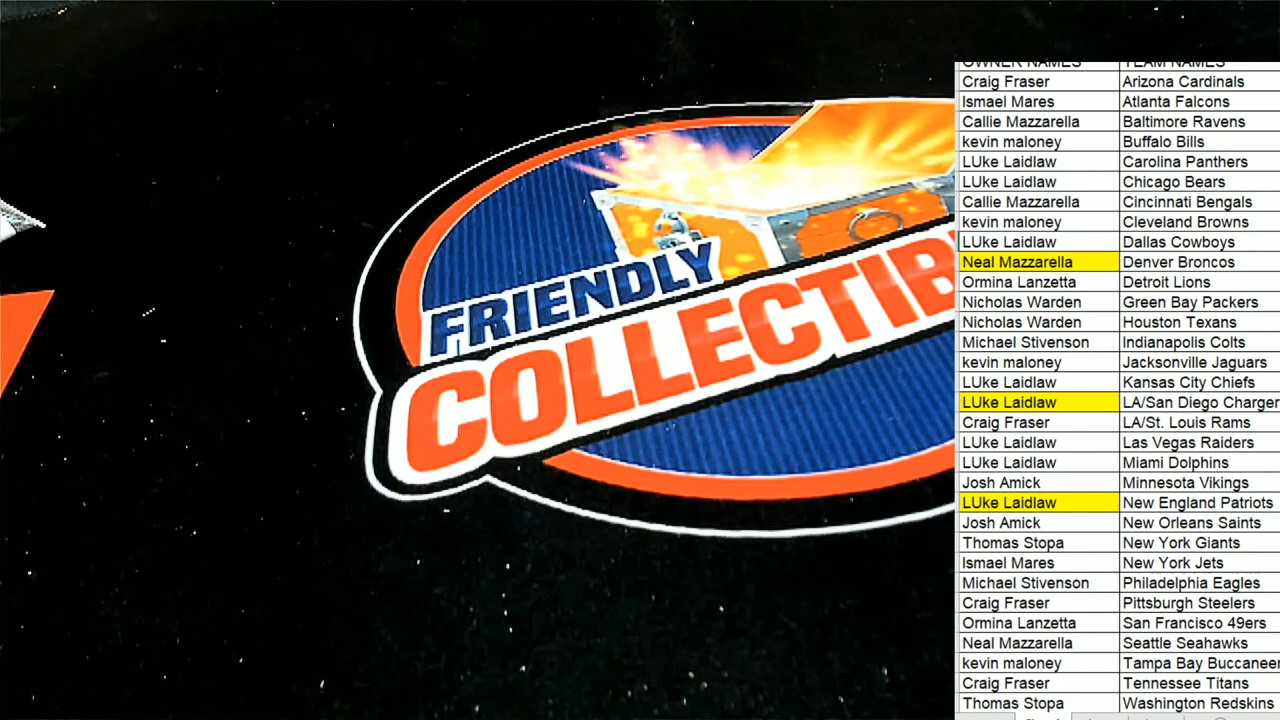 FRIENDLY
COLLECTIB
OWNER NAMES TEAM NAMES
Craig Fraser Arizona Cardinals
Ismael Mares Atlanta Falcons
Callie Mazzarella Baltimore Ravens
kevin maloney Buffalo Bills
LUke Laidlaw Carolina Panthers
LUke Laidlaw Chicago Bears
Callie Mazzarella Cincinnati Bengals
kevin maloney Cleveland Browns
LUke Laidlaw Dallas Cowboys
Neal Mazzarella Denver Broncos
Ormina Lanzetta Detroit Lions
Nicholas Warden Green Bay Packers
Nicholas Warden Houston Texans
Michael Stivenson Indianapolis Colts
kevin maloney Jacksonville Jaguars
LUke Laidlaw Kansas City Chiefs
LUke Laidlaw LA/San Diego Charger
Craig Fraser LA/St. Louis Rams
LUke Laidlaw Las Vegas Raiders
LUke Laidlaw Miami Dolphins
Josh Amick Minnesota Vikings
LUke Laidlaw New England Patriots
Josh Amick New Orleans Saints
Thomas Stopa New York Giants
Ismael Mares New York Jets
Michael Stivenson Philadelphia Eagles
Craig Fraser Pittsburgh Steelers
Ormina Lanzetta San Francisco 49ers
Neal Mazzarella Seattle Seahawks
kevin maloney Tampa Bay Buccaneer
Craig Fraser Tennessee Titans
Thomas Stopa Washington Redskins